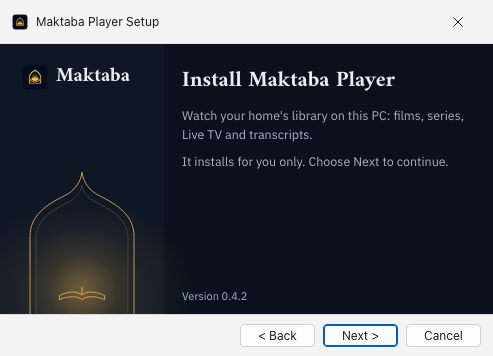 Maktaba Player Setup
Maktaba
Install Maktaba Player
Watch your home's library on this PC: films, series,
Live TV and transcripts.
It installs for you only. Choose Next to continue.
Version 0.4.2
< Back
Next >
Cancel